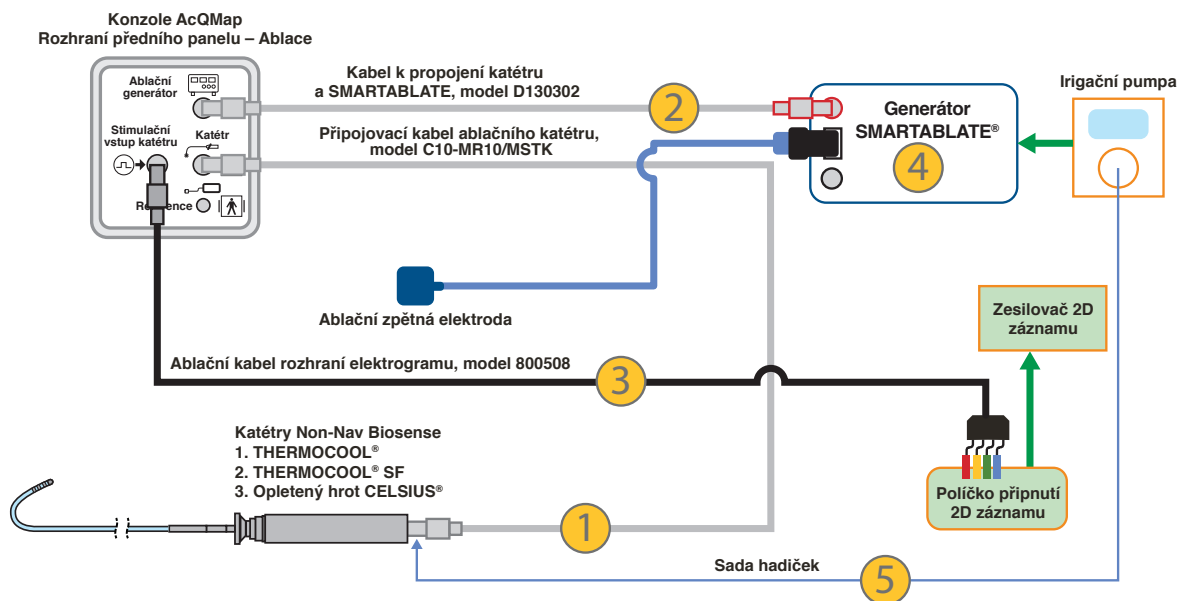 Konzole AcQMap
Rozhraní předního panelu – Ablace
Ablační
generátor
Stimulační
vstup katétru
Katétr
Reference
Kabel k propojení katétru
a SMARTABLATE, model D130302
2
Připojovací kabel ablačního katétru,
model C10-MR10/MSTK
Generátor
SMARTABLATE®
4
Irigační pumpa
Ablační zpětná elektroda
Zesilovač 2D
záznamu
Ablační kabel rozhraní elektrogramu, model 800508
3
Katétry Non-Nav Biosense
1. THERMOCOOL®
2. THERMOCOOL® SF
3. Opletený hrot CELSIUS®
Políčko připnutí
2D záznamu
1
Sada hadiček
5